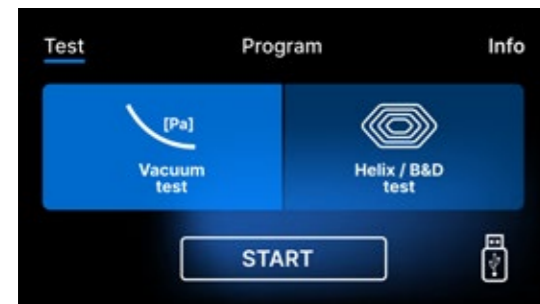 Test Program Info
[Pa]
Vacuum
test
Helix / B&D
test
START